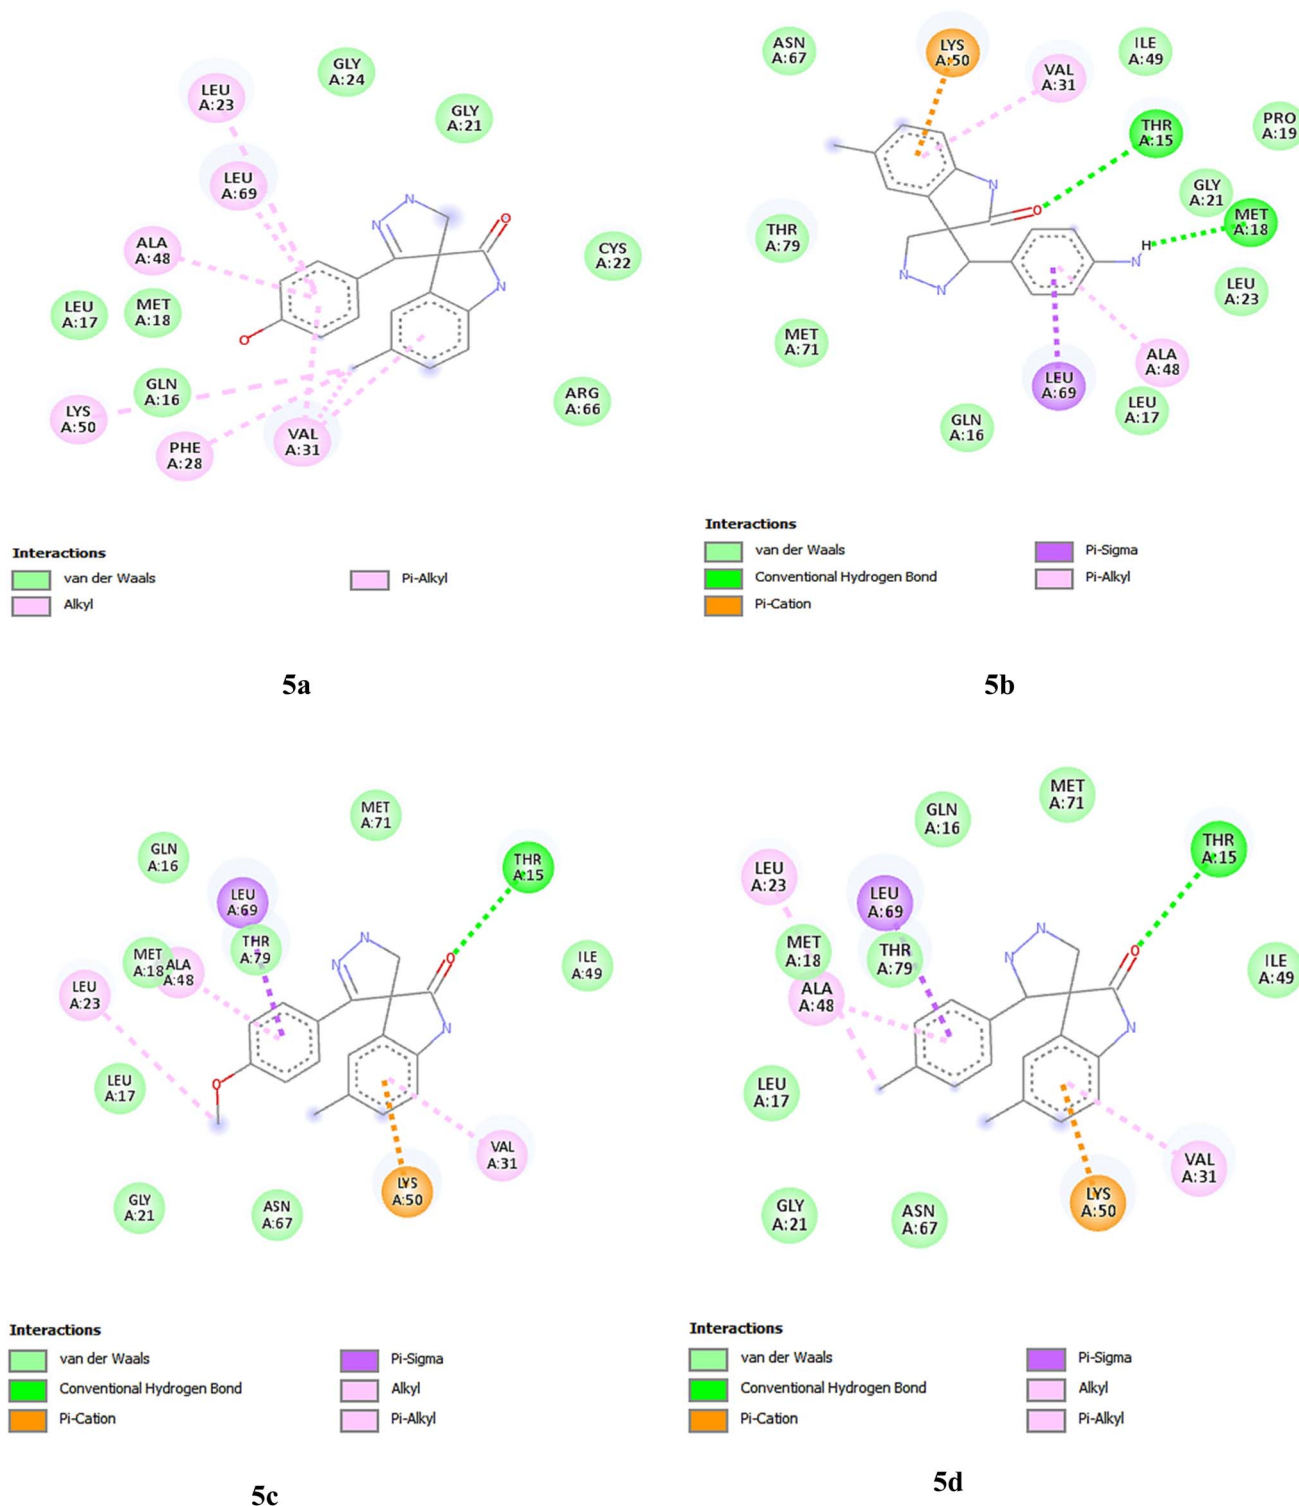 GLY
A:24
LEU
A:23
GLY
A:21
LEU
A:69
N
N
O
ALA
A:48
CYS
A:22
LEU
A:17
MET
A:18
N
O
GLN
A:16
LYS
A:50
ARG
A:66
PHE
A:28
VAL
A:31
Interactions
van der Waals
Pi-Alkyl
Alkyl
5a
ASN
A:67
LYS
A:50
ILE
A:49
VAL
A:31
THR
A:15
PRO
A:19
N
O
GLY
A:21
MET
A:18
THR
A:79
H
N
N
N
LEU
A:23
MET
A:71
ALA
A:48
LEU
A:69
LEU
A:17
GLN
A:16
Interactions
van der Waals
Pi-Sigma
Conventional Hydrogen Bond
Pi-Alkyl
Pi-Cation
5b
MET
A:71
GLN
A:16
THR
A:15
LEU
A:69
THR
A:79
N
N
O
MET
A:18
ALA
A:48
ILE
A:49
LEU
A:23
N
LEU
A:17
O
VAL
A:31
LYS
A:50
GLY
A:21
ASN
A:67
Interactions
van der Waals
Pi-Sigma
Conventional Hydrogen Bond
Alkyl
Pi-Cation
Pi-Alkyl
5c
MET
A:71
GLN
A:16
THR
A:15
LEU
A:23
LEU
A:69
MET
A:18
THR
A:79
N
N
O
ILE
A:49
ALA
A:48
N
LEU
A:17
VAL
A:31
LYS
A:50
GLY
A:21
ASN
A:67
Interactions
van der Waals
Pi-Sigma
Conventional Hydrogen Bond
Alkyl
Pi-Cation
Pi-Alkyl
5d